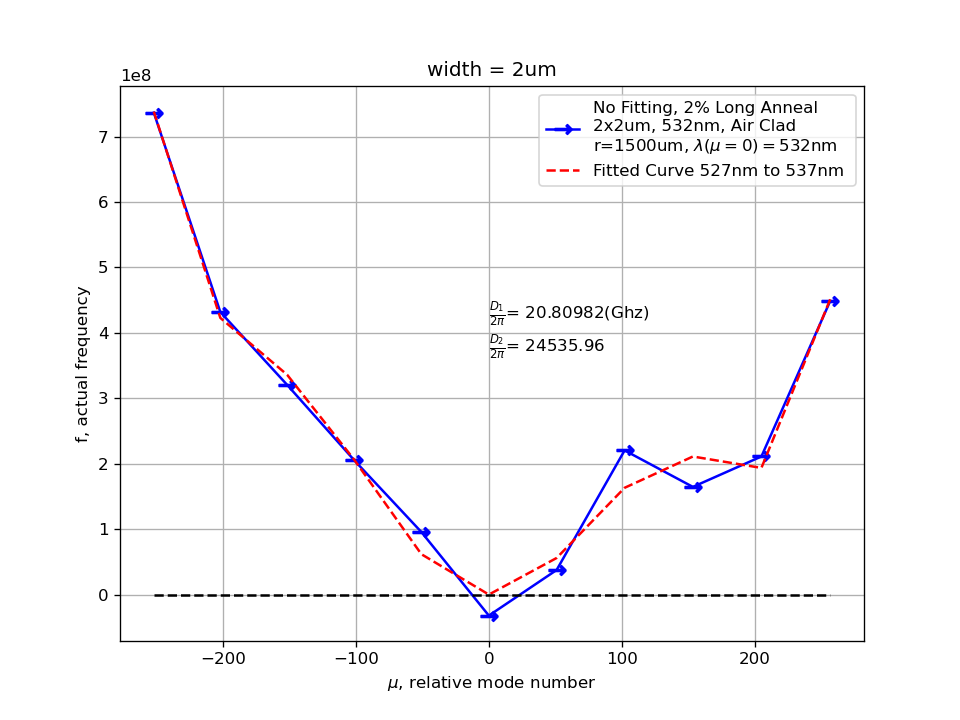 width = 2um
1e8
No Fitting, 2% Long Anneal
2x2um, 532nm, Air Clad
r=1500um, λ(μ = 0) = 532nm
Fitted Curve 527nm to 537nm
7
6
5
4
3
2
1
0
f, actual frequency
D₁/2π = 20.80982(Ghz)
D₂/2π = 24535.96
−200
−100
0
100
200
μ, relative mode number